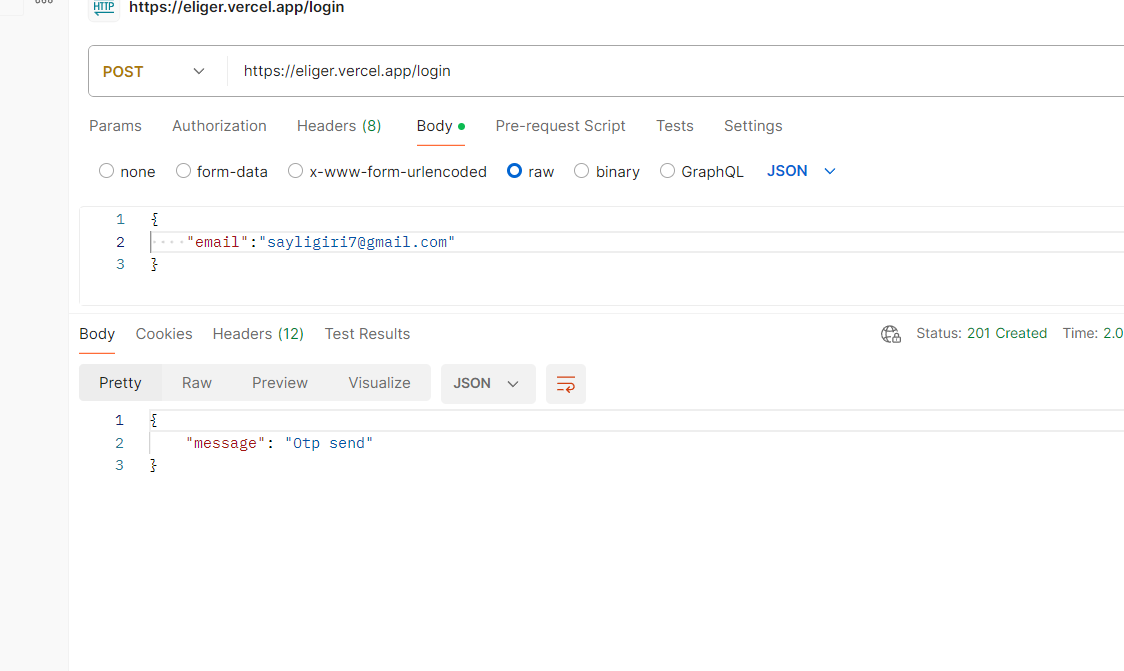 HTTP https://eliger.vercel.app/login
POST https://eliger.vercel.app/login
Params Authorization Headers (8) Body Pre-request Script Tests Settings
none form-data x-www-form-urlencoded raw binary GraphQL JSON
1 {
2 ····"email":"sayligiri7@gmail.com"
3 }
Body Cookies Headers (12) Test Results Status: 201 Created Time: 2.0
Pretty Raw Preview Visualize JSON
1 {
2 "message": "Otp send"
3 }